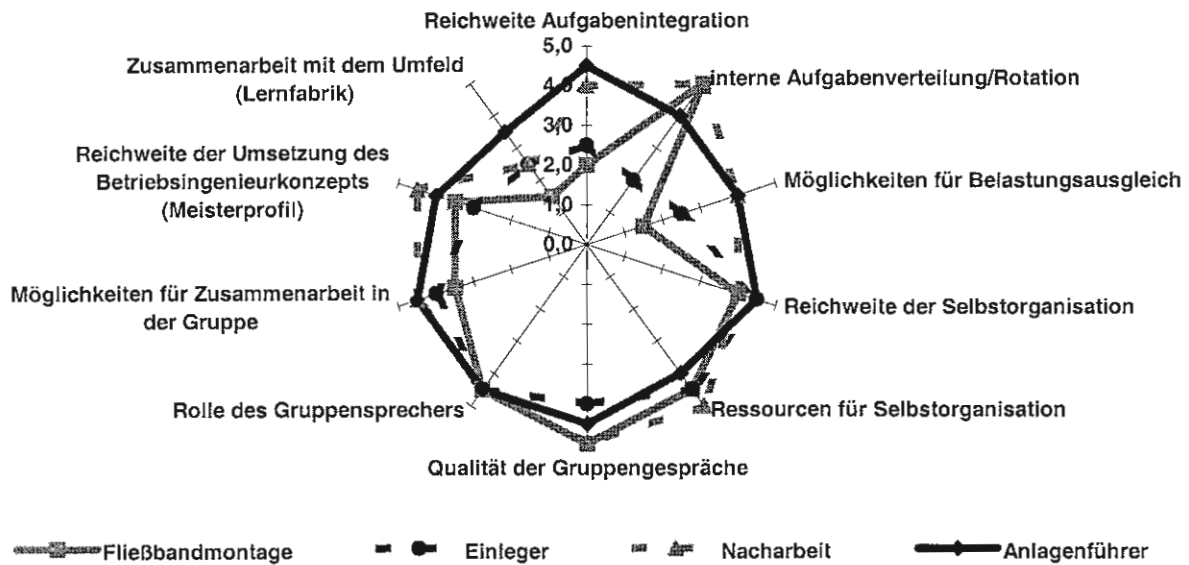 Reichweite Aufgabenintegration
5,0
Zusammenarbeit mit dem Umfeld
(Lernfabrik)
4,0
interne Aufgabenverteilung/Rotation
3,0
Reichweite der Umsetzung des
Betriebsingenieurkonzepts
(Meisterprofil)
2,0
Möglichkeiten für Belastungsausgleich
1,0
0,0
Möglichkeiten für Zusammenarbeit in
der Gruppe
Reichweite der Selbstorganisation
Rolle des Gruppensprechers
Ressourcen für Selbstorganisation
Qualität der Gruppengespräche
Fließbandmontage
Einleger
Nacharbeit
Anlagenführer